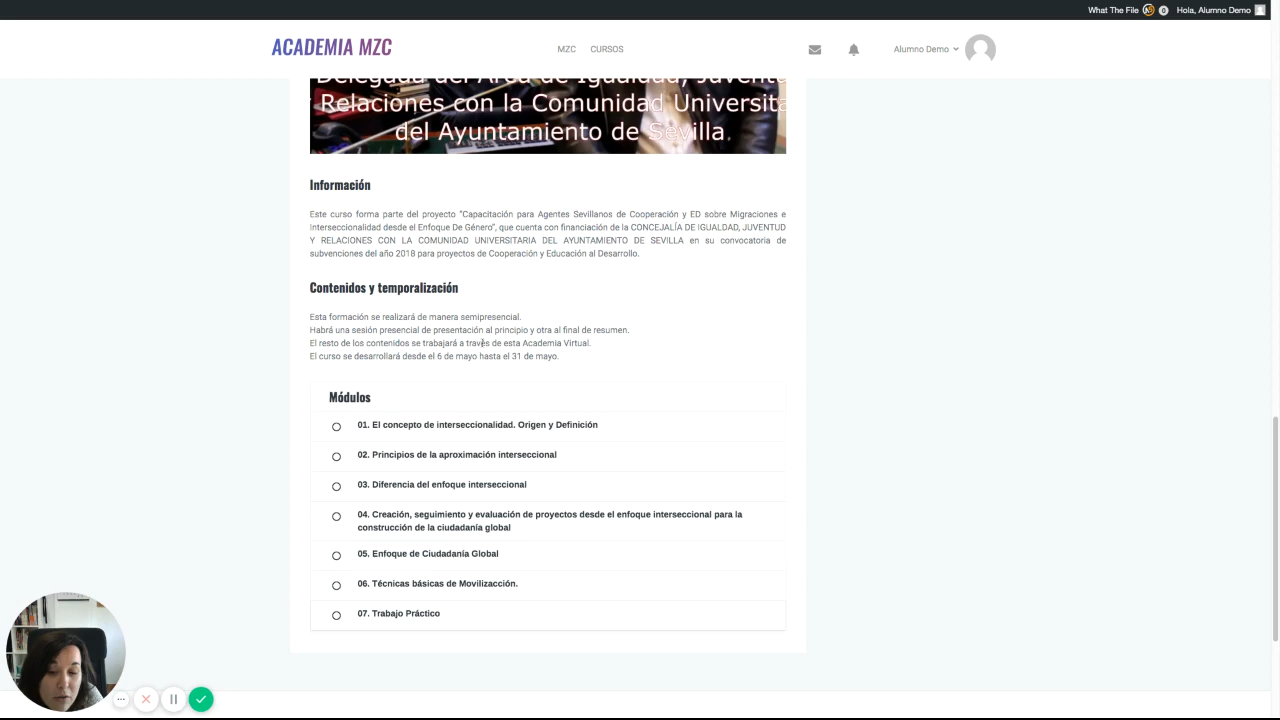 What The File 0 Hola, Alumno Demo
ACADEMIA MZC MZC CURSOS Alumno Demo
Delegada del Área de Igualdad, Juventu
y Relaciones con la Comunidad Universita
del Ayuntamiento de Sevilla
Información
Este curso forma parte del proyecto "Capacitación para Agentes Sevillanos de Cooperación y ED sobre Migraciones e
Interseccionalidad desde el Enfoque De Género", que cuenta con financiación de la CONCEJALÍA DE IGUALDAD, JUVENTUD
Y RELACIONES CON LA COMUNIDAD UNIVERSITARIA DEL AYUNTAMIENTO DE SEVILLA en su convocatoria de
subvenciones del año 2018 para proyectos de Cooperación y Educación al Desarrollo.
Contenidos y temporalización
Esta formación se realizará de manera semipresencial.
Habrá una sesión presencial de presentación al principio y otra al final de resumen.
El resto de los contenidos se trabajará a través de esta Academia Virtual.
El curso se desarrollará desde el 6 de mayo hasta el 31 de mayo.
Módulos
01. El concepto de interseccionalidad. Origen y Definición
02. Principios de la aproximación interseccional
03. Diferencia del enfoque interseccional
04. Creación, seguimiento y evaluación de proyectos desde el enfoque interseccional para la
construcción de la ciudadanía global
05. Enfoque de Ciudadanía Global
06. Técnicas básicas de Movilizacción.
07. Trabajo Práctico